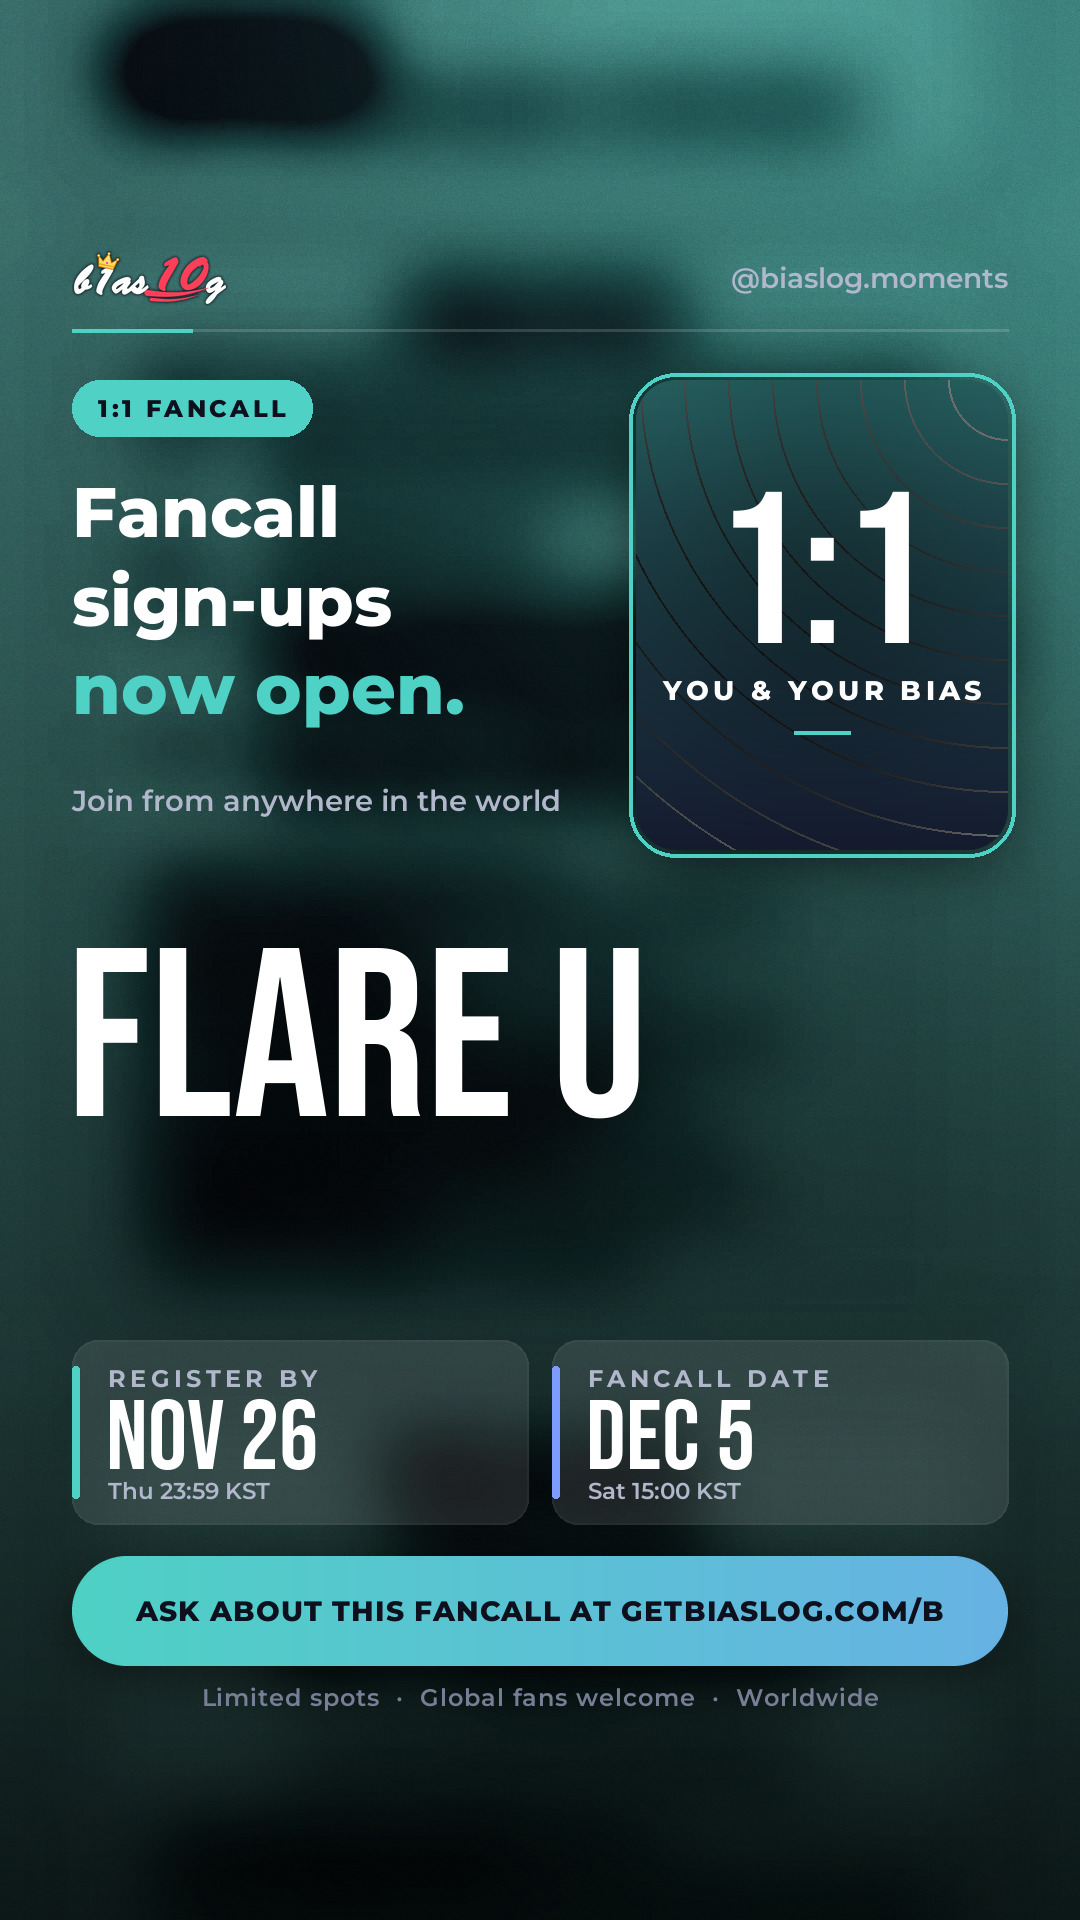 b1as10g
@biaslog.moments
1:1 FANCALL
Fancall
sign-ups
now open.
Join from anywhere in the world
1:1
YOU & YOUR BIAS
FLARE U
REGISTER BY
NOV 26
Thu 23:59 KST
FANCALL DATE
DEC 5
Sat 15:00 KST
ASK ABOUT THIS FANCALL AT GETBIASLOG.COM/B
Limited spots · Global fans welcome · Worldwide